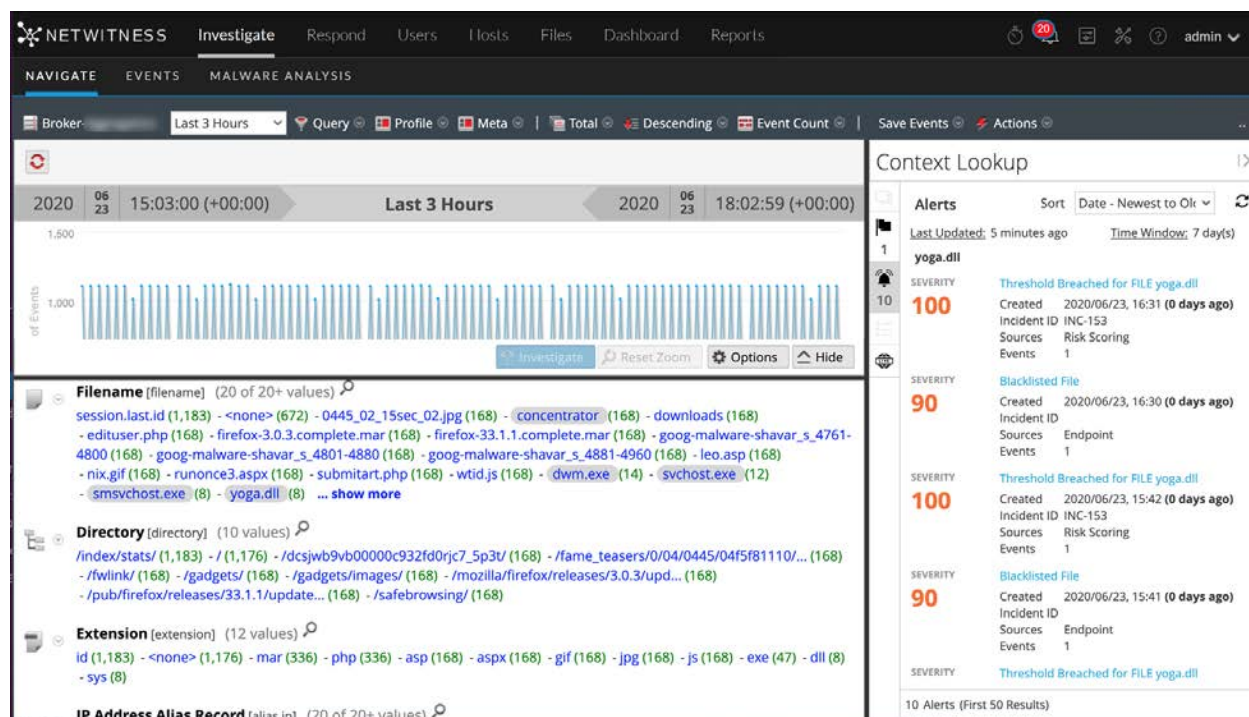 NETWITNESS Investigate Respond Users Hosts Files Dashboard Reports 20 admin
NAVIGATE EVENTS MALWARE ANALYSIS
Broker- Last 3 Hours Query Profile Meta | Total Descending Event Count | Save Events Actions ..
2020 06 23 15:03:00 (+00:00) Last 3 Hours 2020 06 23 18:02:59 (+00:00)
1,500
1,000
of Events
Investigate Reset Zoom Options Hide
Filename [filename] (20 of 20+ values)
session.last.id (1,183) - <none> (672) - 0445_02_15sec_02.jpg (168) - concentrator (168) - downloads (168)
- edituser.php (168) - firefox-3.0.3.complete.mar (168) - firefox-33.1.1.complete.mar (168) - goog-malware-shavar_s_4761-
4800 (168) - goog-malware-shavar_s_4801-4880 (168) - goog-malware-shavar_s_4881-4960 (168) - leo.asp (168)
- nix.gif (168) - runonce3.aspx (168) - submitart.php (168) - wtid.js (168) - dwm.exe (14) - svchost.exe (12)
- smsvchost.exe (8) - yoga.dll (8) ... show more
Directory [directory] (10 values)
/index/stats/ (1,183) - / (1,176) - /dcsjwb9vb00000c932fd0rjc7_5p3t/ (168) - /fame_teasers/0/04/0445/04f5f81110/... (168)
- /fwlink/ (168) - /gadgets/ (168) - /gadgets/images/ (168) - /mozilla/firefox/releases/3.0.3/upd... (168)
- /pub/firefox/releases/33.1.1/update... (168) - /safebrowsing/ (168)
Extension [extension] (12 values)
id (1,183) - <none> (1,176) - mar (336) - php (336) - asp (168) - aspx (168) - gif (168) - jpg (168) - js (168) - exe (47) - dll (8)
- sys (8)
IP Address Alias Record [alias.ip] (20 of 20+ values)
Context Lookup
1
10
Alerts Sort Date - Newest to Ol
Last Updated: 5 minutes ago Time Window: 7 day(s)
yoga.dll
SEVERITY
100
Threshold Breached for FILE yoga.dll
Created 2020/06/23, 16:31 (0 days ago)
Incident ID INC-153
Sources Risk Scoring
Events 1
SEVERITY
90
Blacklisted File
Created 2020/06/23, 16:30 (0 days ago)
Incident ID
Sources Endpoint
Events 1
SEVERITY
100
Threshold Breached for FILE yoga.dll
Created 2020/06/23, 15:42 (0 days ago)
Incident ID INC-153
Sources Risk Scoring
Events 1
SEVERITY
90
Blacklisted File
Created 2020/06/23, 15:41 (0 days ago)
Incident ID
Sources Endpoint
Events 1
SEVERITY
Threshold Breached for FILE yoga.dll
10 Alerts (First 50 Results)